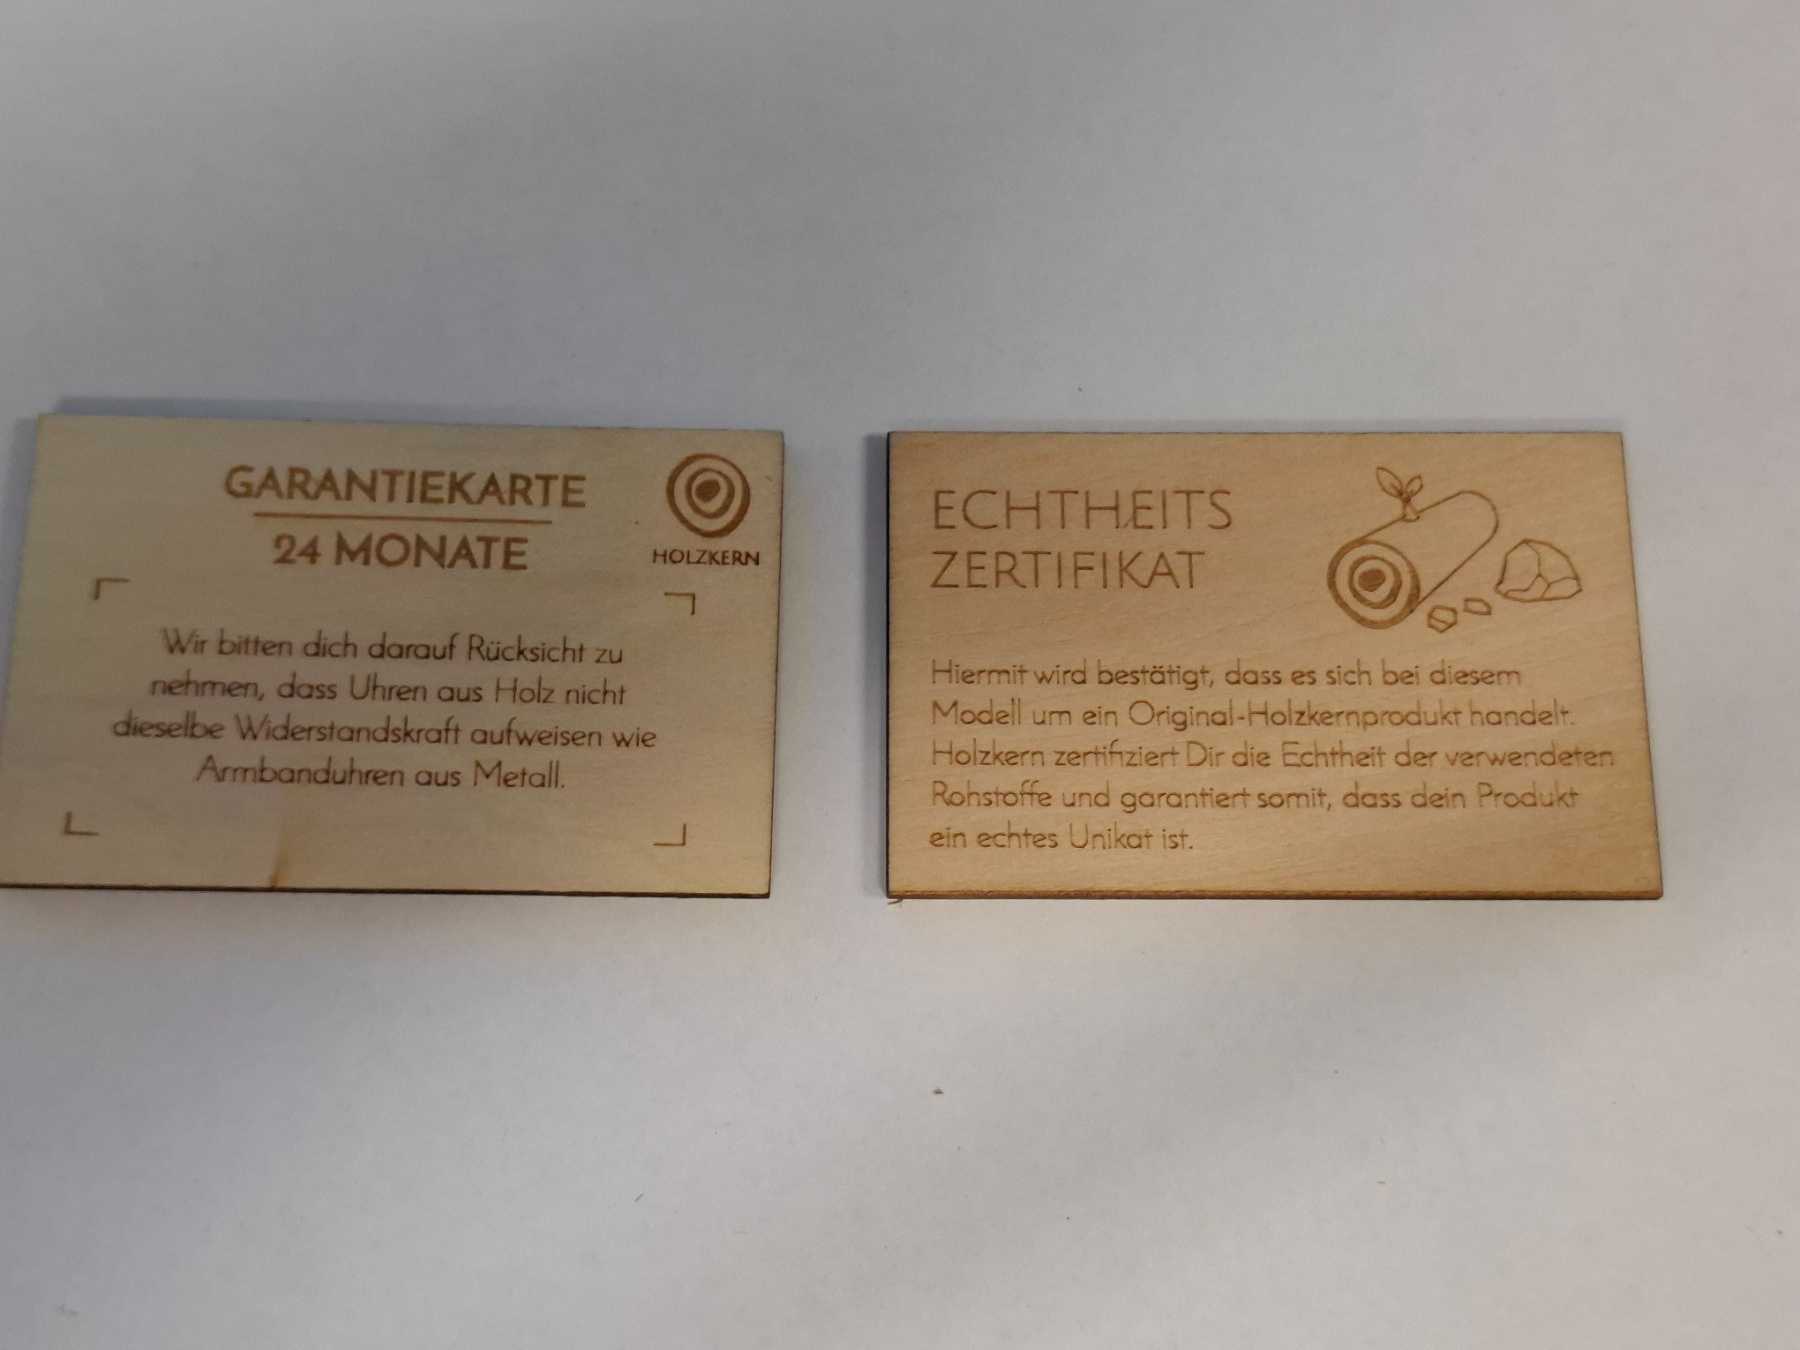 GARANTIEKARTE
24 MONATE
HOLZKERN
Wir bitten dich darauf Rücksicht zu
nehmen, dass Uhren aus Holz nicht
dieselbe Widerstandskraft aufweisen wie
Armbanduhren aus Metall.
ECHTHEITS
ZERTIFIKAT
Hiermit wird bestätigt, dass es sich bei diesem
Modell um ein Original-Holzkernprodukt handelt.
Holzkern zertifiziert Dir die Echtheit der verwendeten
Rohstoffe und garantiert somit, dass dein Produkt
ein echtes Unikat ist.